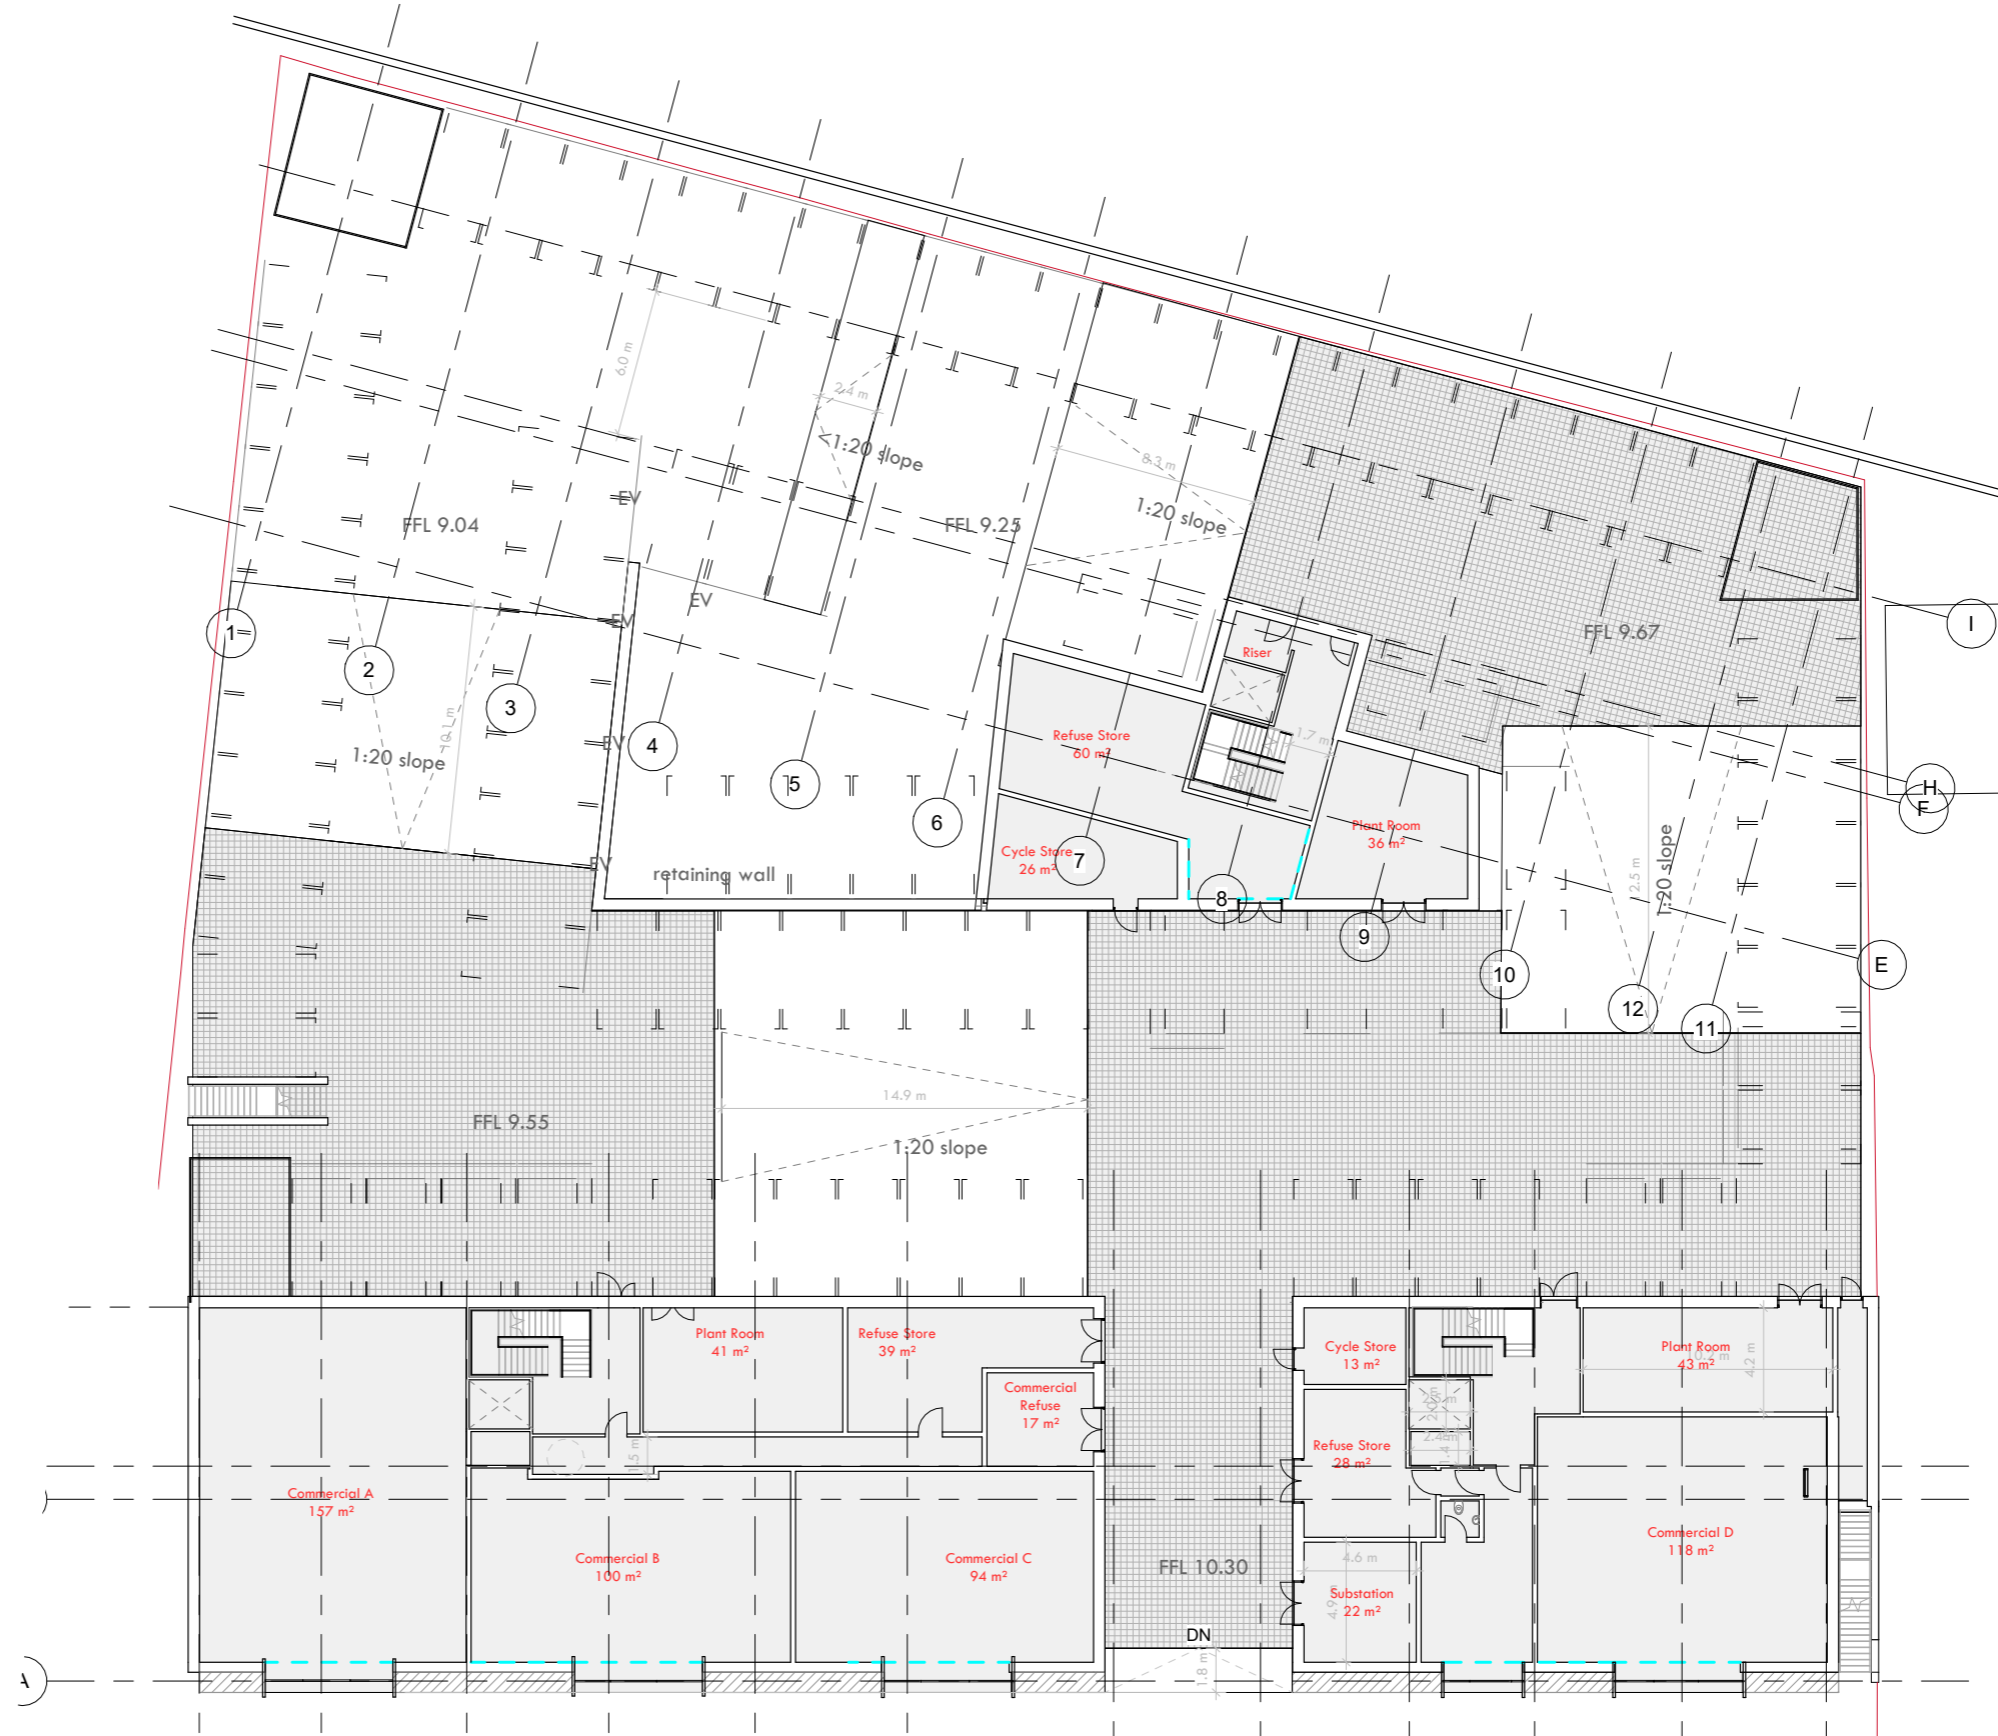 6.0 m
2.4 m
<1:20 slope
8.3 m
EV
FFL 9.04
FFL 9.25
1:20 slope
EV
EV
1
I
FFL 9.67
Riser
2
3
10.1 m
1:20 slope
EV
4
Refuse Store
60 m²
1.7 m
5
H
F
6
Plant Room
36 m²
Cycle Store
26 m²
7
EV
retaining wall
2.5 m
1:20 slope
8
9
E
10
12
11
14.9 m
FFL 9.55
1:20 slope
Plant Room
41 m²
Refuse Store
39 m²
Cycle Store
13 m²
Plant Room
43 m²
10.2 m
4.2 m
Commercial
Refuse
17 m²
1.5 m
Refuse Store
28 m²
Commercial A
157 m²
Commercial B
100 m²
Commercial C
94 m²
FFL 10.30
4.6 m
Substation
22 m²
Commercial D
118 m²
DN
1.8 m